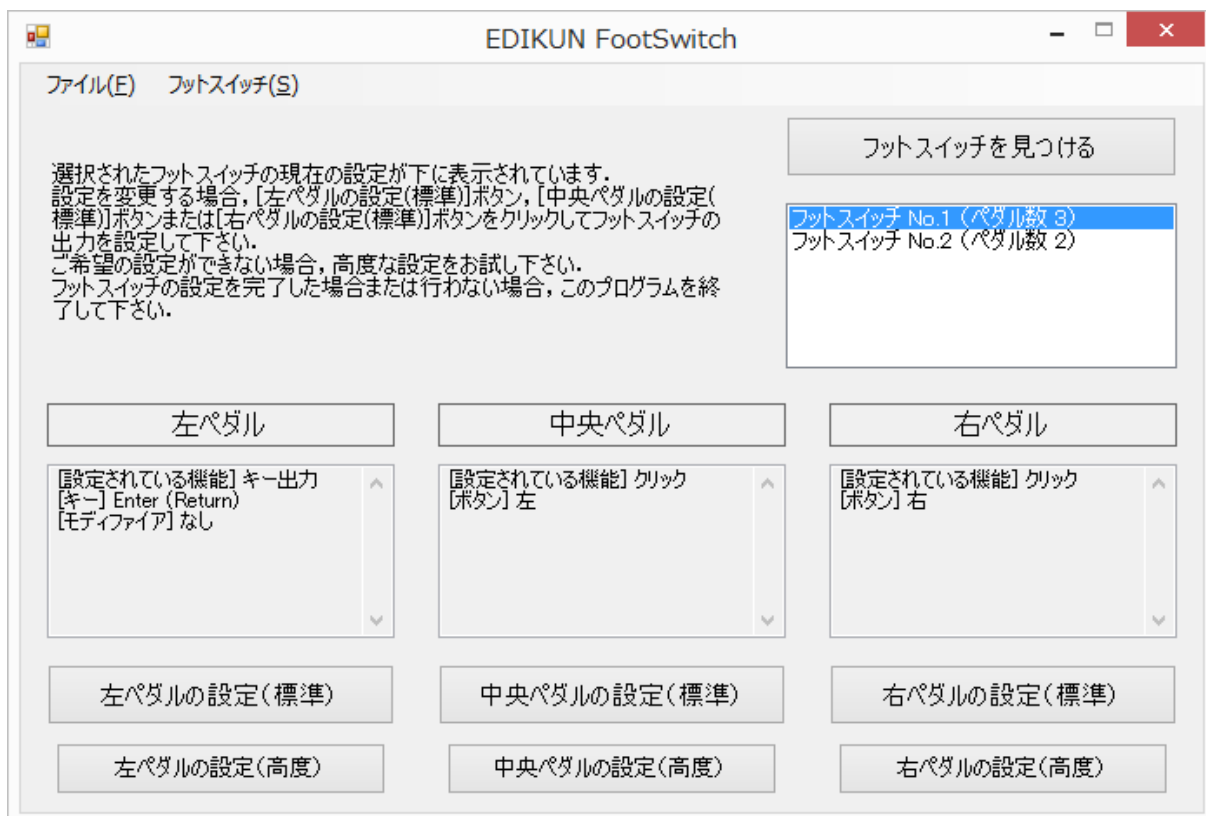 EDIKUN FootSwitch
ファイル(F) フットスイッチ(S)
フットスイッチを見つける
選択されたフットスイッチの現在の設定が下に表示されています.
設定を変更する場合, [左ペダルの設定(標準)]ボタン, [中央ペダルの設定(
標準)]ボタンまたは[右ペダルの設定(標準)]ボタンをクリックしてフットスイッチの
出力を設定して下さい.
ご希望の設定ができない場合, 高度な設定をお試し下さい.
フットスイッチの設定を完了した場合または行わない場合, このプログラムを終
了して下さい.
フットスイッチ No.1 (ペダル数 3)
フットスイッチ No.2 (ペダル数 2)
左ペダル 中央ペダル 右ペダル
[設定されている機能] キー出力
[キー] Enter (Return)
[モディファイア] なし
[設定されている機能] クリック
[ボタン] 左
[設定されている機能] クリック
[ボタン] 右
左ペダルの設定(標準) 中央ペダルの設定(標準) 右ペダルの設定(標準)
左ペダルの設定(高度) 中央ペダルの設定(高度) 右ペダルの設定(高度)